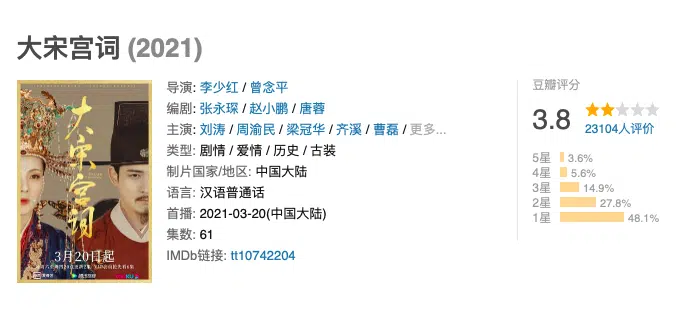 大宋宫词 (2021)
大宋宫词
3月20日起
导演: 李少红 / 曾念平
编剧: 张永琛 / 赵小鹏 / 唐蓉
主演: 刘涛 / 周渝民 / 梁冠华 / 齐溪 / 曹磊 / 更多...
类型: 剧情 / 爱情 / 历史 / 古装
制片国家/地区: 中国大陆
语言: 汉语普通话
首播: 2021-03-20(中国大陆)
集数: 61
IMDb链接: tt10742204
豆瓣评分
3.8
23104人评价
5星 3.6%
4星 5.6%
3星 14.9%
2星 27.8%
1星 48.1%